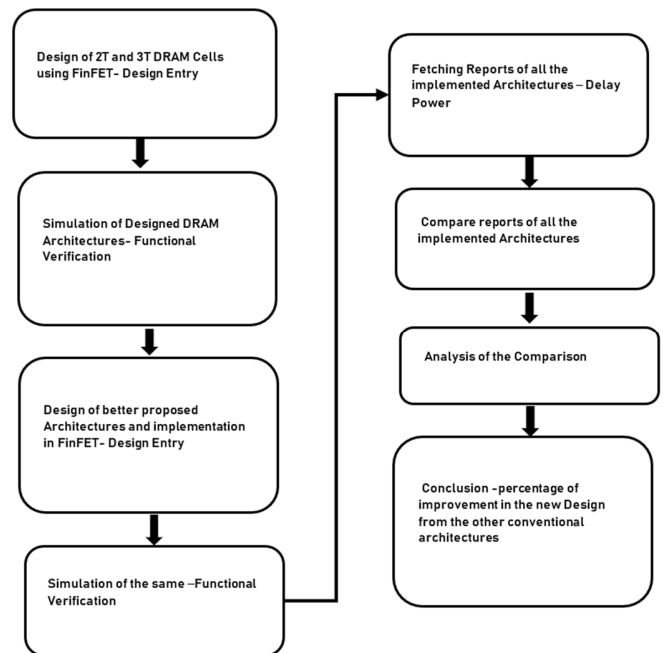 Design of 2T and 3T DRAM Cells
using FinFET- Design Entry
Simulation of Designed DRAM
Architectures- Functional
Verification
Design of better proposed
Architectures and implementation
in FinFET- Design Entry
Simulation of the same –Functional
Verification
Fetching Reports of all the
implemented Architectures – Delay
Power
Compare reports of all the
implemented Architectures
Analysis of the Comparison
Conclusion -percentage of
improvement in the new Design
from the other conventional
architectures